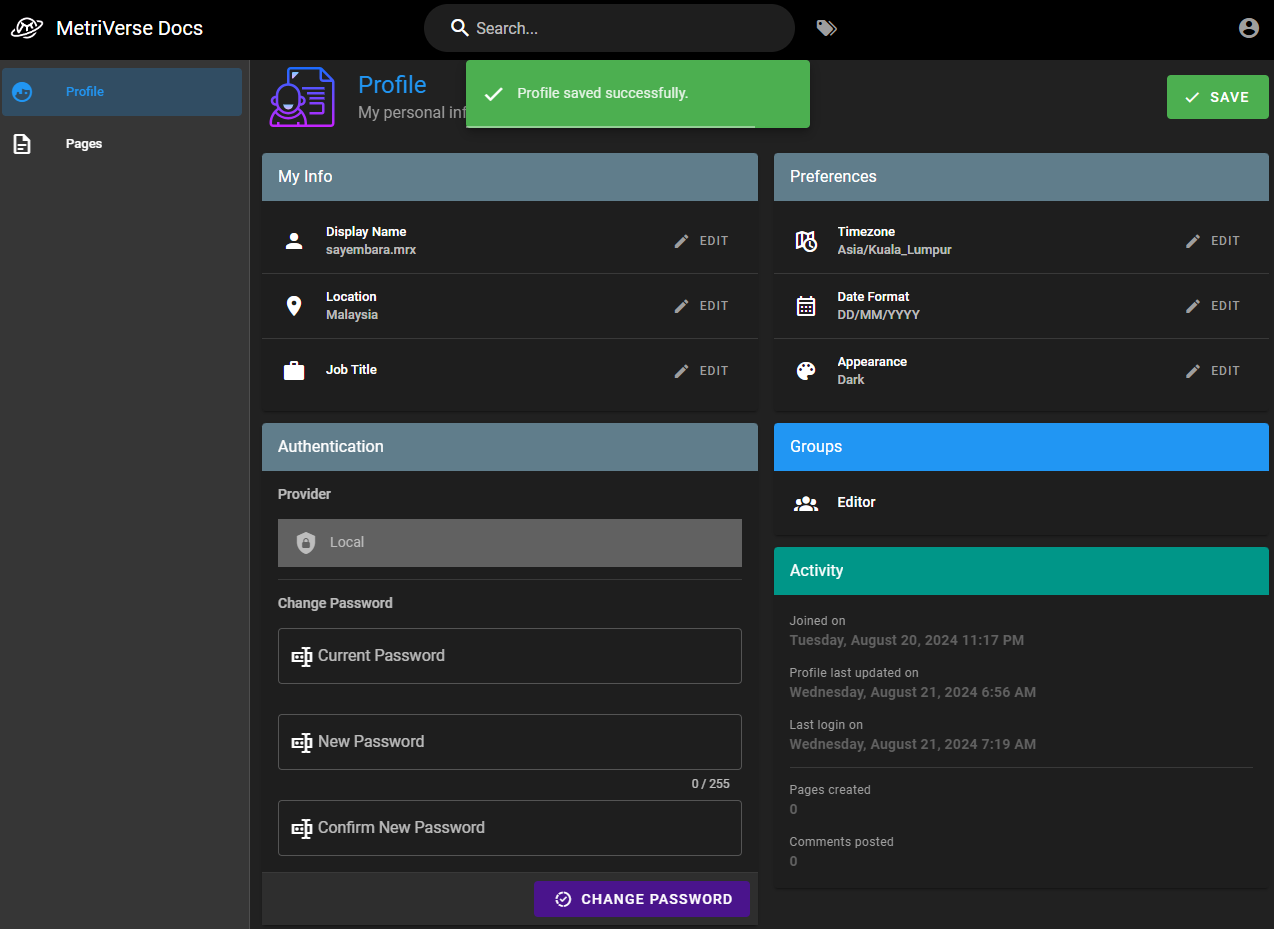 MetriVerse Docs
Search...
Profile
Pages
Profile
My personal inf
Profile saved successfully.
SAVE
My Info
Display Name
sayembara.mrx
EDIT
Location
Malaysia
EDIT
Job Title
EDIT
Preferences
Timezone
Asia/Kuala_Lumpur
EDIT
Date Format
DD/MM/YYYY
EDIT
Appearance
Dark
EDIT
Authentication
Provider
Local
Change Password
Current Password
New Password
0 / 255
Confirm New Password
CHANGE PASSWORD
Groups
Editor
Activity
Joined on
Tuesday, August 20, 2024 11:17 PM
Profile last updated on
Wednesday, August 21, 2024 6:56 AM
Last login on
Wednesday, August 21, 2024 7:19 AM
Pages created
0
Comments posted
0